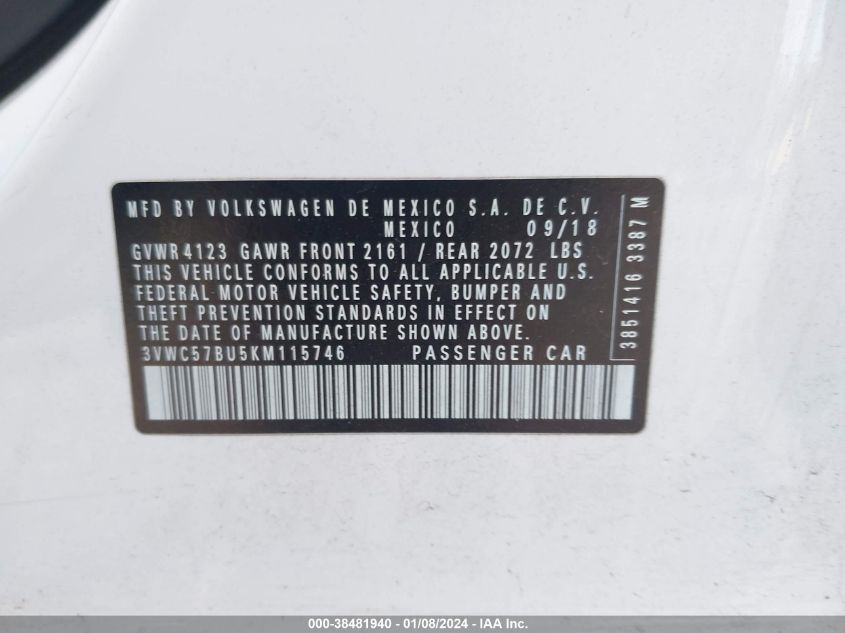 MFD BY VOLKSWAGEN DE MEXICO S.A. DE C.V.
MEXICO 09/18
GVWR 4123 GAWR FRONT 2161 / REAR 2072 LBS
THIS VEHICLE CONFORMS TO ALL APPLICABLE U.S.
FEDERAL MOTOR VEHICLE SAFETY, BUMPER AND
THEFT PREVENTION STANDARDS IN EFFECT ON
THE DATE OF MANUFACTURE SHOWN ABOVE.
3VWC57BU5KM115746 PASSENGER CAR
3851416 3387 M
000-38481940 - 01/08/2024 - IAA Inc.